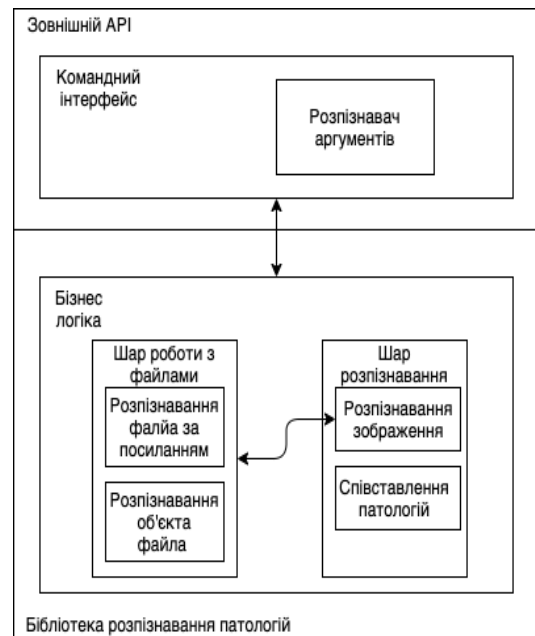 Зовнішній API
Командний
інтерфейс
Розпізнавач
аргументів
Бізнес
логіка
Шар роботи з
файлами
Розпізнавання
фалйа за
посиланням
Розпізнавання
об'єкта
файла
Шар
розпізнавання
Розпізнавання
зображення
Співставлення
патологій
Бібліотека розпізнавання патологій